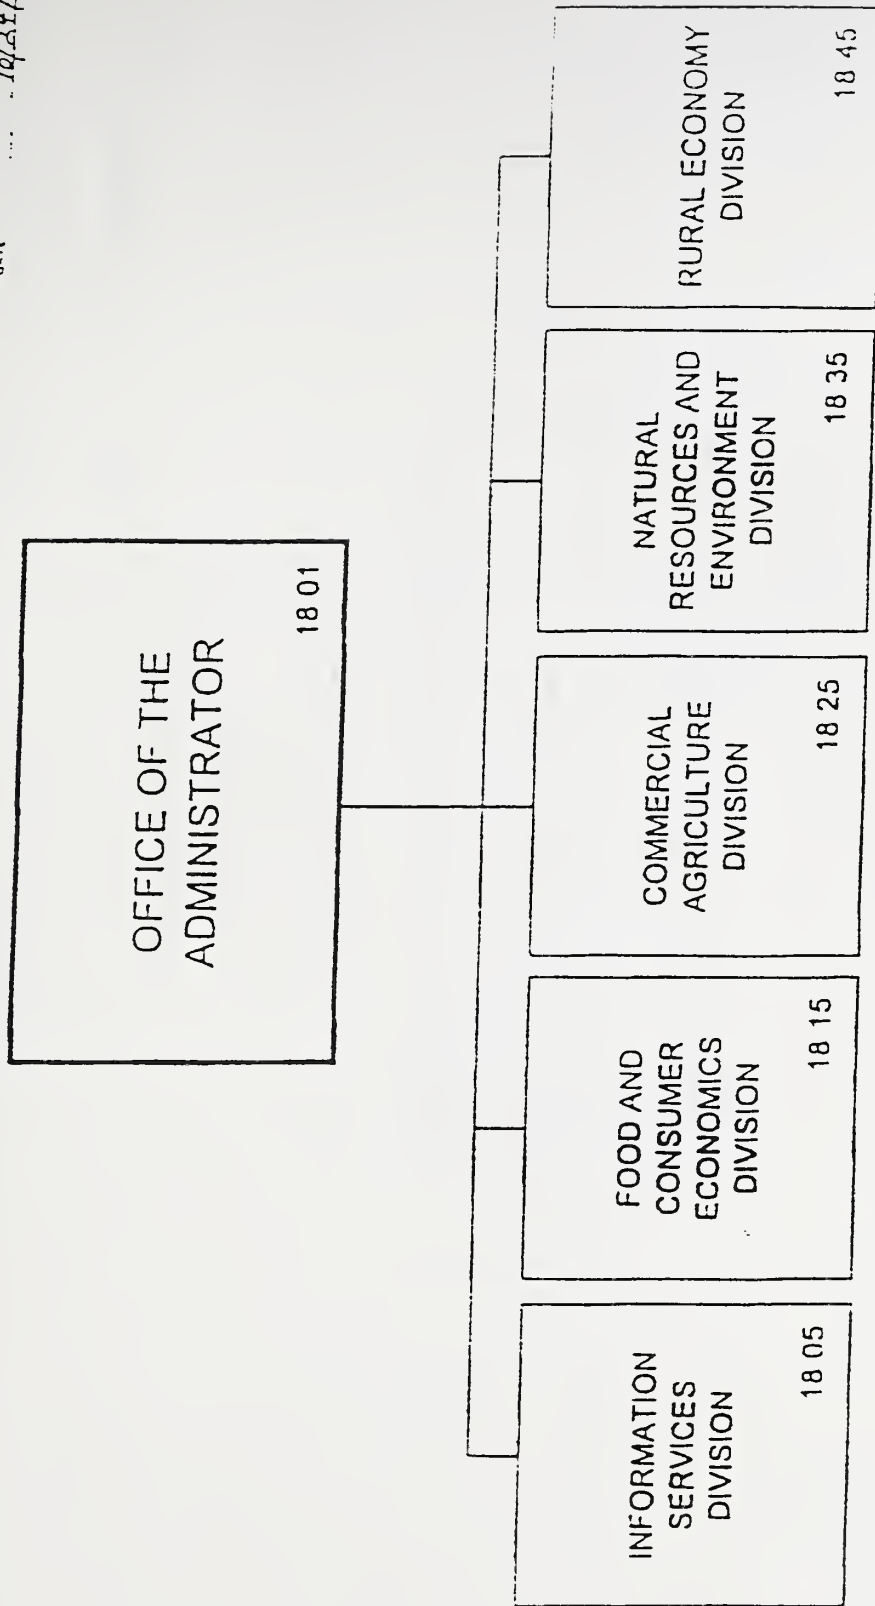 OFFICE OF THE
ADMINISTRATOR
18 01
INFORMATION
SERVICES
DIVISION
18 05
FOOD AND
CONSUMER
ECONOMICS
DIVISION
18 15
COMMERCIAL
AGRICULTURE
DIVISION
18 25
NATURAL
RESOURCES AND
ENVIRONMENT
DIVISION
18 35
RURAL ECONOMY
DIVISION
18 45